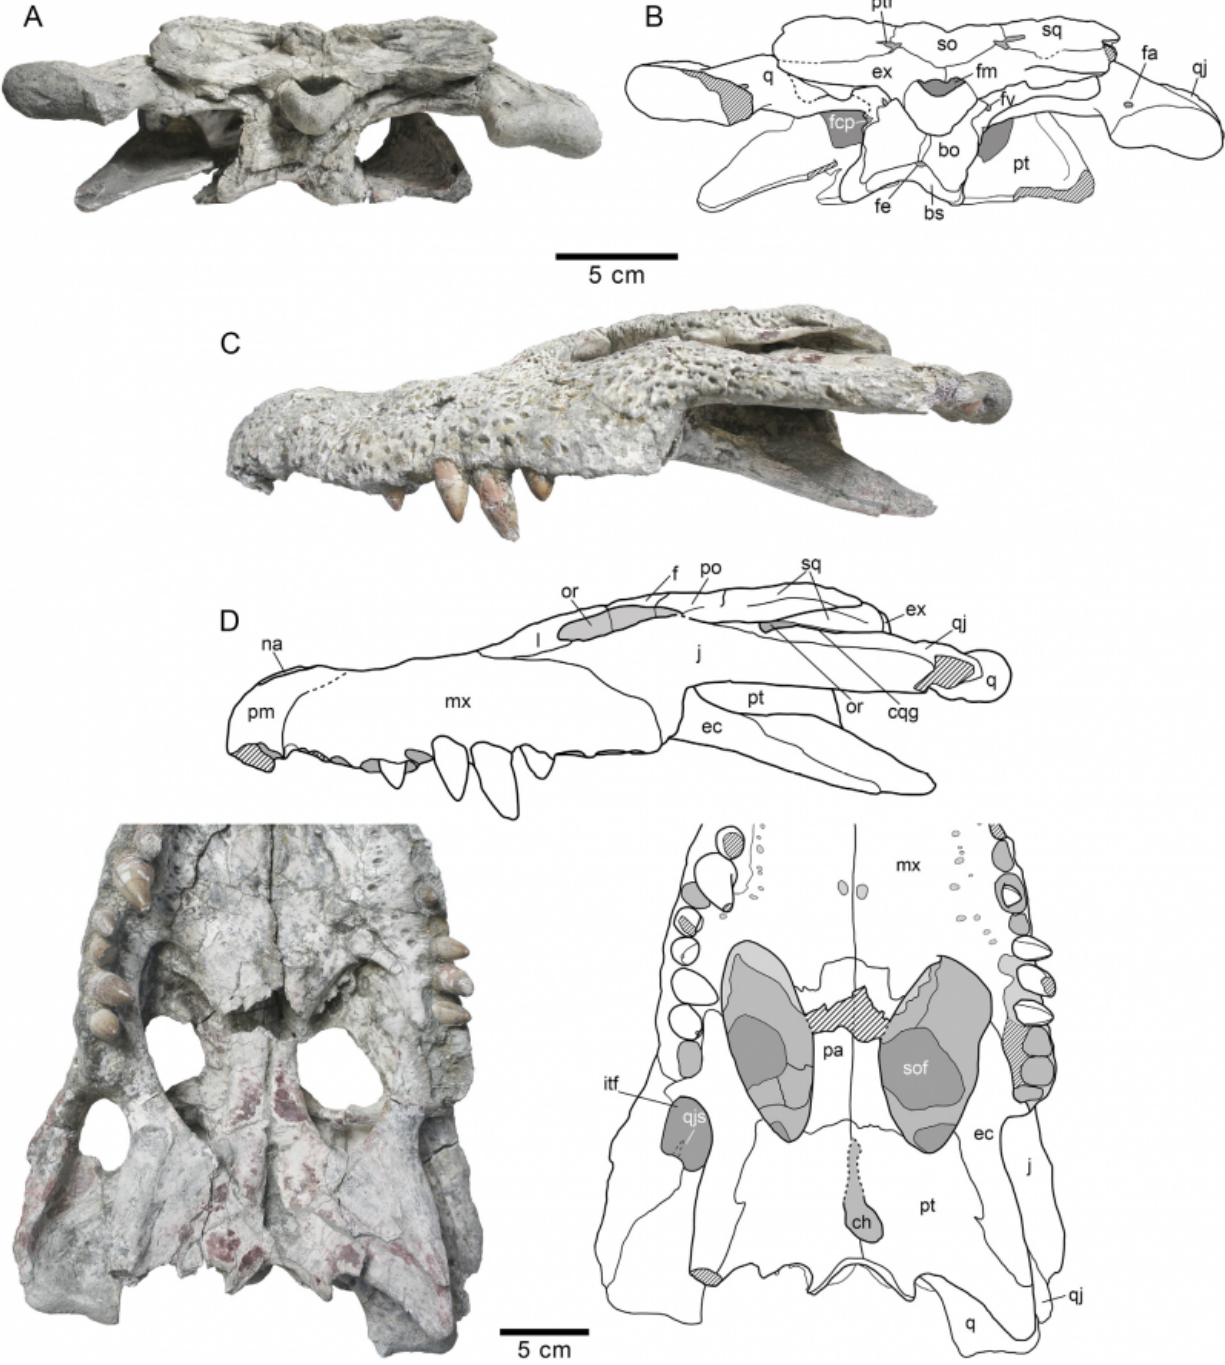 A
B
so
sq
fa
qj
q
ex
fm
fv
fcp
bo
pt
fe
bs
5 cm
C
D
or
f
po
sq
ex
qj
na
l
j
q
pm
mx
pt
or
cqg
ec
mx
pa
sof
itf
qjs
ec
j
pt
ch
qj
q
5 cm